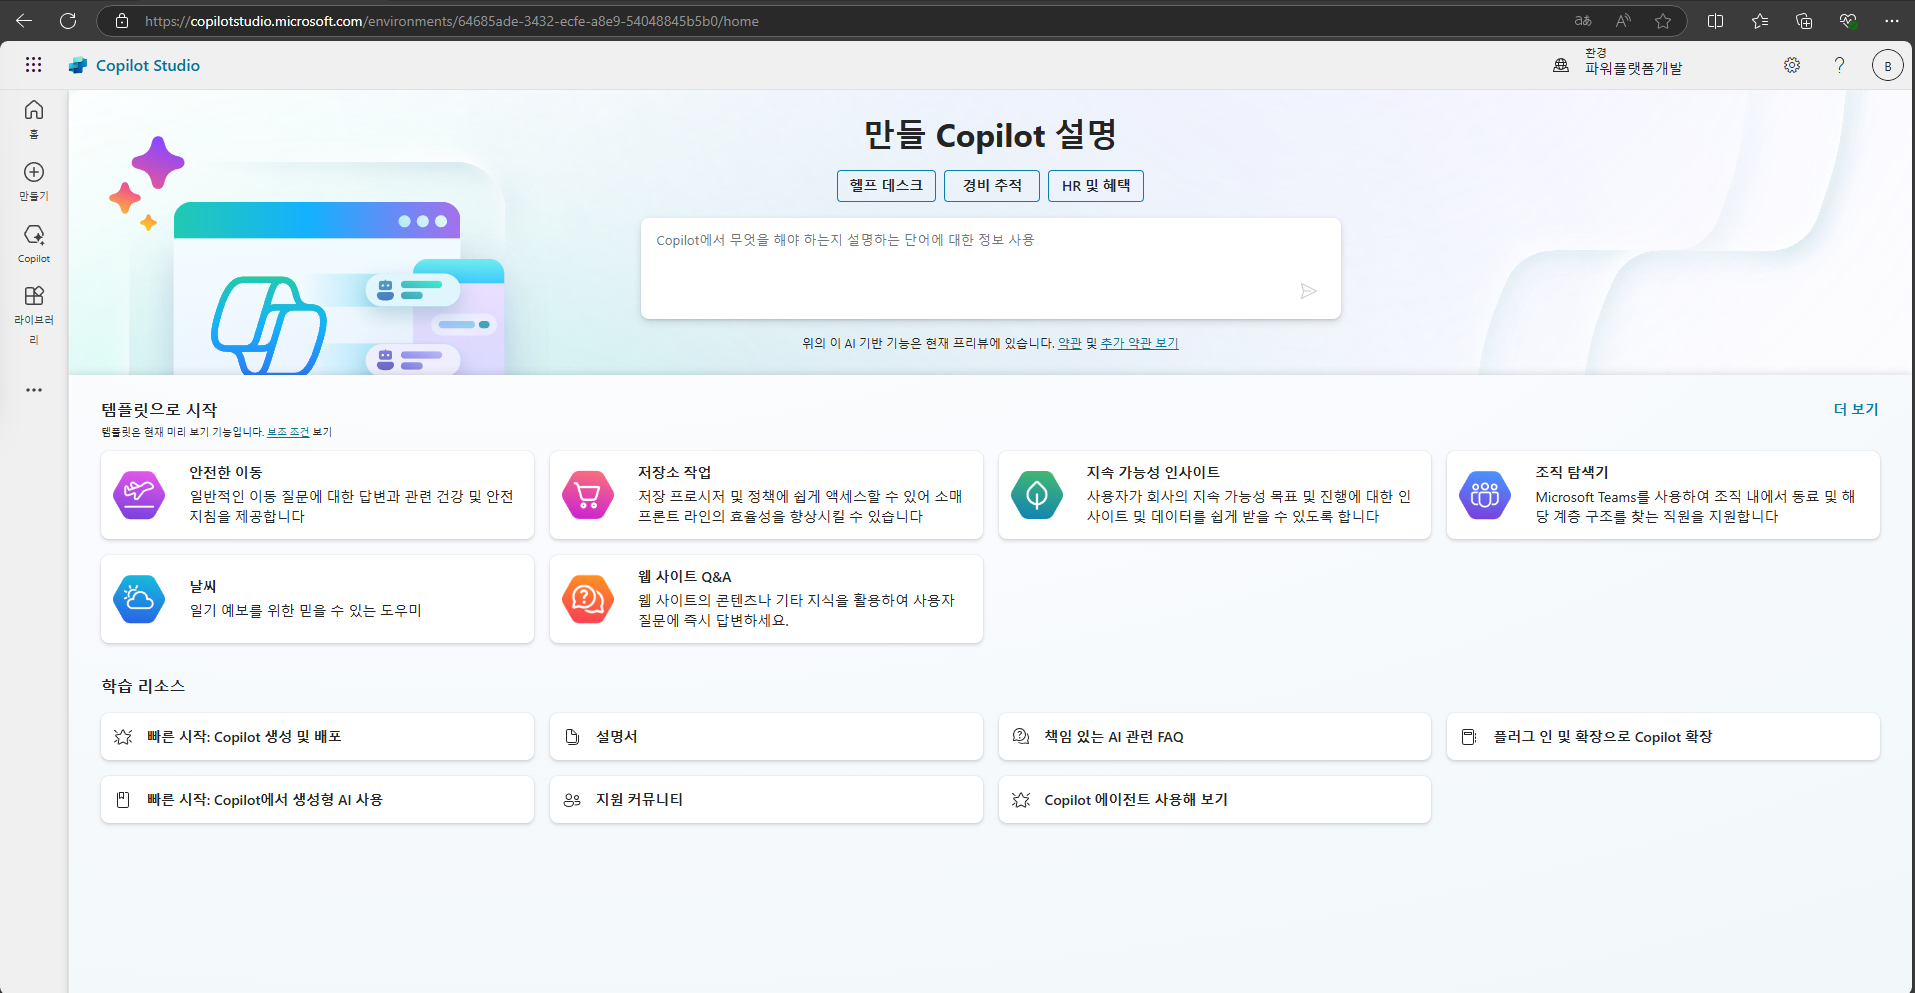 https://copilotstudio.microsoft.com/environments/64685ade-3432-ecfe-a8e9-54048845b5b0/home
Copilot Studio
환경
파워플랫폼개발
B
홈
만들기
Copilot
라이브러
리
만들 Copilot 설명
헬프 데스크
경비 추적
HR 및 혜택
Copilot에서 무엇을 해야 하는지 설명하는 단어에 대한 정보 사용
위의 이 AI 기반 기능은 현재 프리뷰에 있습니다. 약관 및 추가 약관 보기
템플릿으로 시작
더 보기
템플릿은 현재 미리 보기 기능입니다. 보조 조건 보기
안전한 이동
일반적인 이동 질문에 대한 답변과 관련 건강 및 안전
지침을 제공합니다
저장소 작업
저장 프로시저 및 정책에 쉽게 액세스할 수 있어 소매
프론트 라인의 효율성을 향상시킬 수 있습니다
지속 가능성 인사이트
사용자가 회사의 지속 가능성 목표 및 진행에 대한 인
사이트 및 데이터를 쉽게 받을 수 있도록 합니다
조직 탐색기
Microsoft Teams를 사용하여 조직 내에서 동료 및 해
당 계층 구조를 찾는 직원을 지원합니다
날씨
일기 예보를 위한 믿을 수 있는 도우미
웹 사이트 Q&A
웹 사이트의 콘텐츠나 기타 지식을 활용하여 사용자
질문에 즉시 답변하세요.
학습 리소스
빠른 시작: Copilot 생성 및 배포
설명서
책임 있는 AI 관련 FAQ
플러그 인 및 확장으로 Copilot 확장
빠른 시작: Copilot에서 생성형 AI 사용
지원 커뮤니티
Copilot 에이전트 사용해 보기